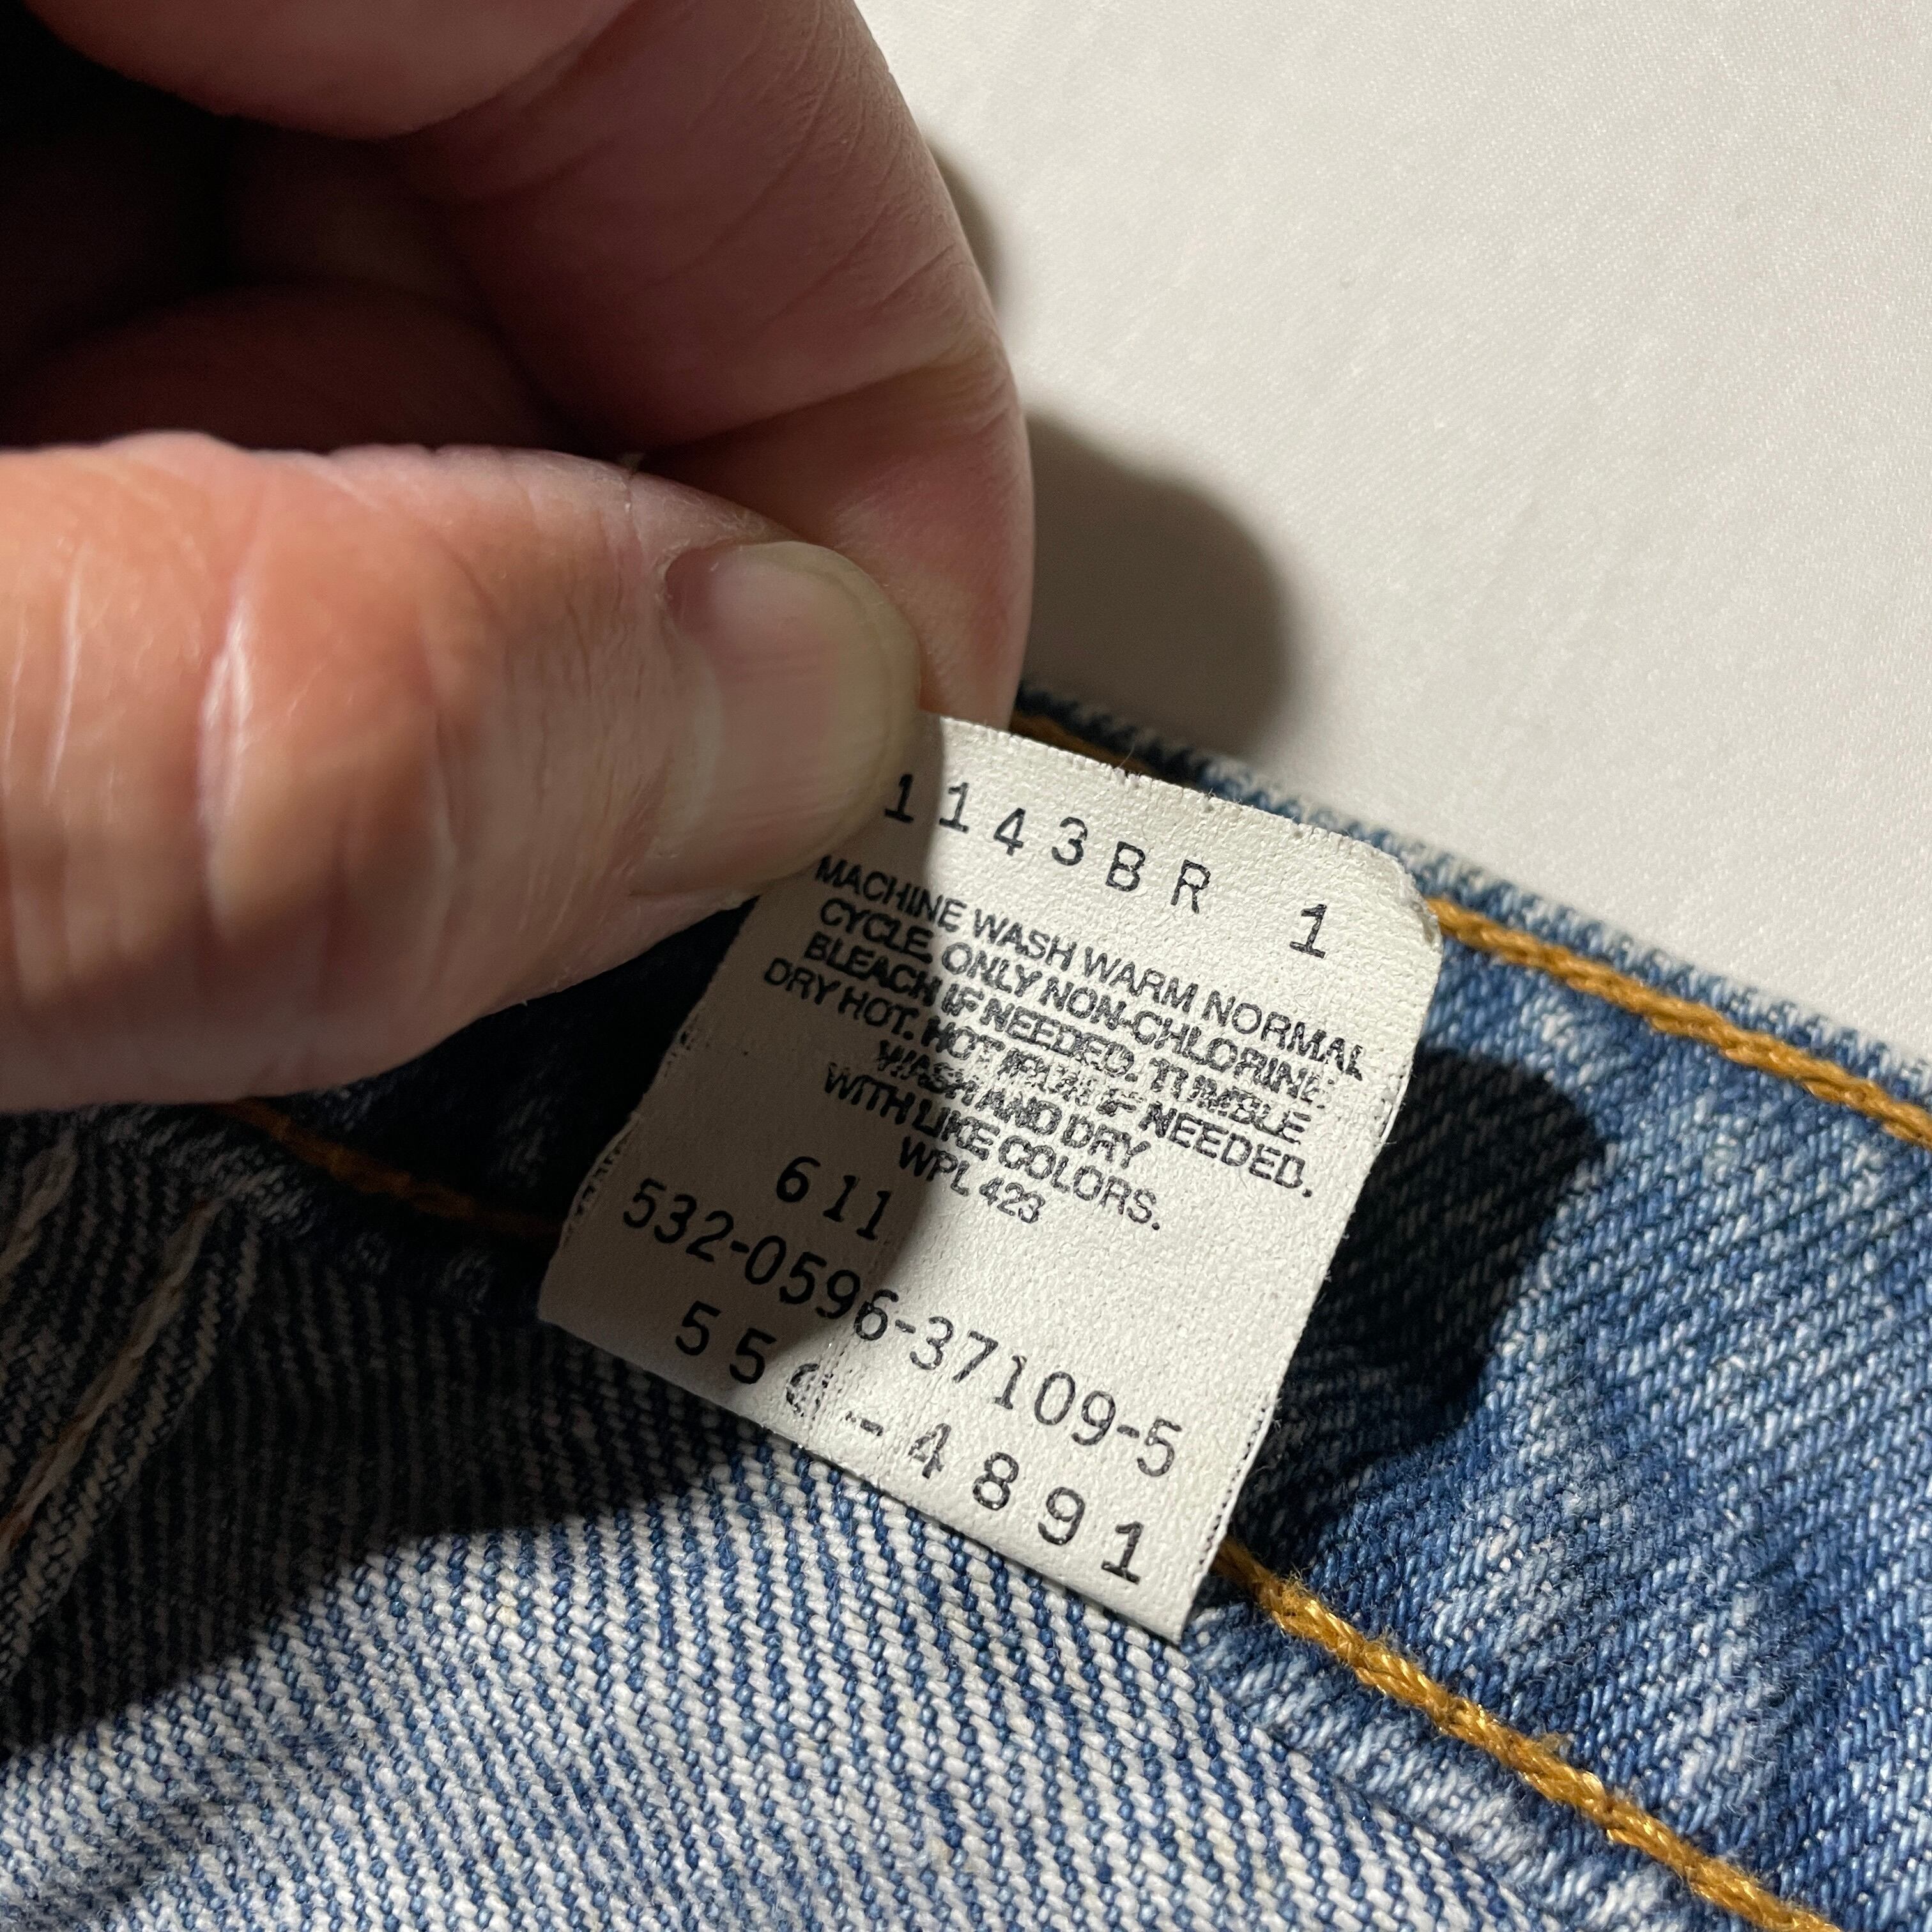 1143BR 1
MACHINE WASH WARM NORMAL
CYCLE. ONLY NON-CHLORINE
BLEACH IF NEEDED. TUMBLE
DRY HOT. HOT IRON IF NEEDED.
WASH AND DRY
WITH LIKE COLORS.
WPL 423
611
532-0596-37109-5
-4891